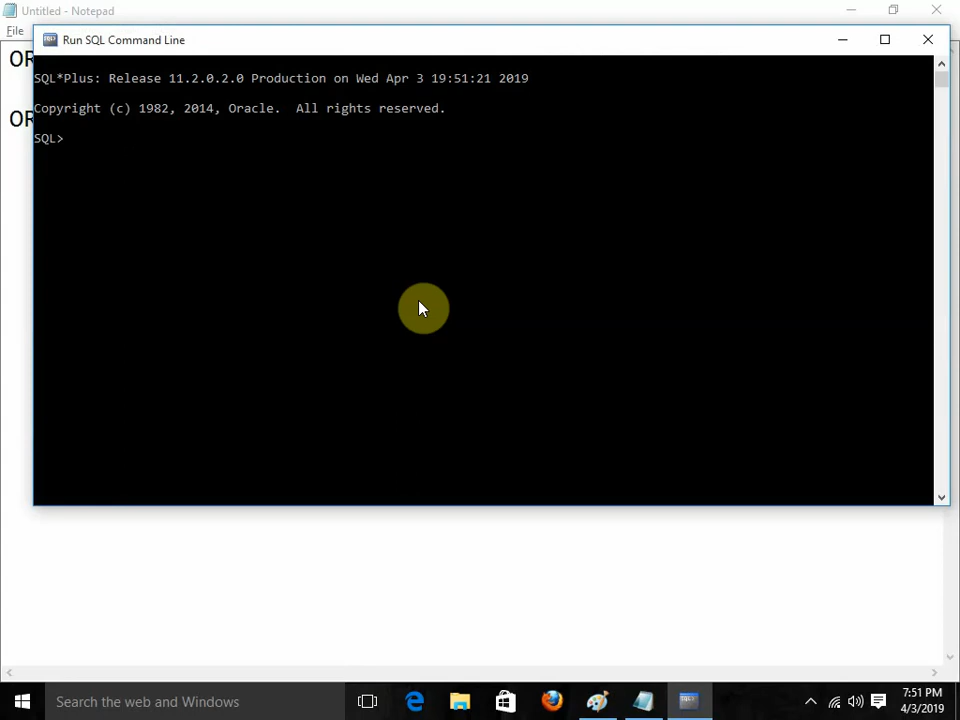 Untitled - Notepad
File
Run SQL Command Line
OR
SQL*Plus: Release 11.2.0.2.0 Production on Wed Apr 3 19:51:21 2019
Copyright (c) 1982, 2014, Oracle.  All rights reserved.
OR
SQL>
Search the web and Windows
7:51 PM
4/3/2019